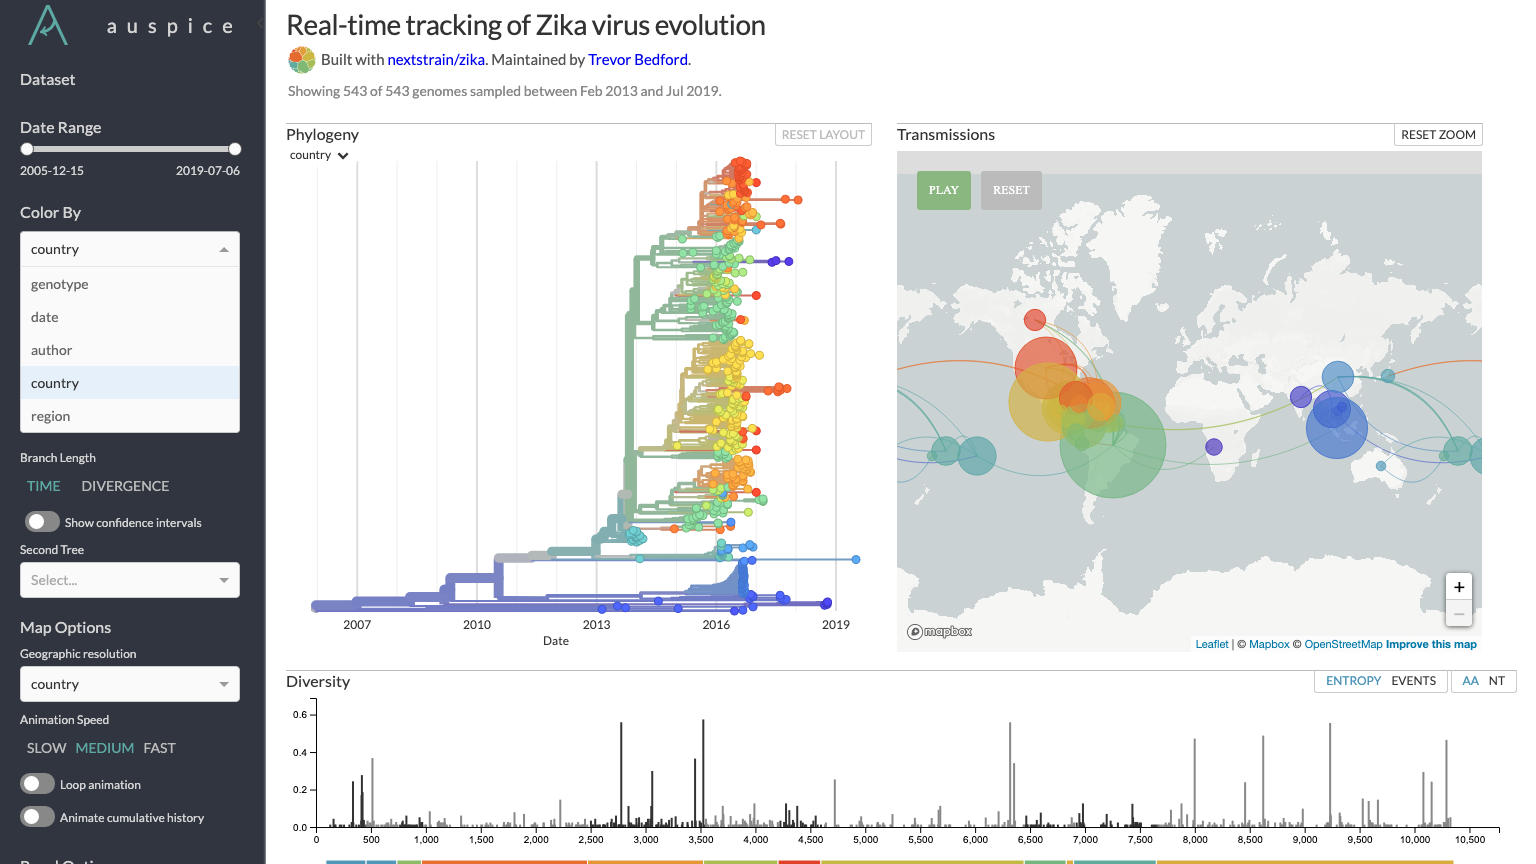 auspice
Dataset
Date Range
2005-12-15 2019-07-06
Color By
country
genotype
date
author
country
region
Branch Length
TIME DIVERGENCE
Show confidence intervals
Second Tree
Select...
Map Options
Geographic resolution
country
Animation Speed
SLOW MEDIUM FAST
Loop animation
Animate cumulative history
Real-time tracking of Zika virus evolution
Built with nextstrain/zika. Maintained by Trevor Bedford.
Showing 543 of 543 genomes sampled between Feb 2013 and Jul 2019.
Phylogeny
RESET LAYOUT
country
2007 2010 2013 2016 2019
Date
Transmissions
RESET ZOOM
PLAY RESET
+
−
mapbox
Leaflet | © Mapbox © OpenStreetMap Improve this map
Diversity
ENTROPY EVENTS AA NT
0.6
0.4
0.2
0.0
0 500 1,000 1,500 2,000 2,500 3,000 3,500 4,000 4,500 5,000 5,500 6,000 6,500 7,000 7,500 8,000 8,500 9,000 9,500 10,000 10,500